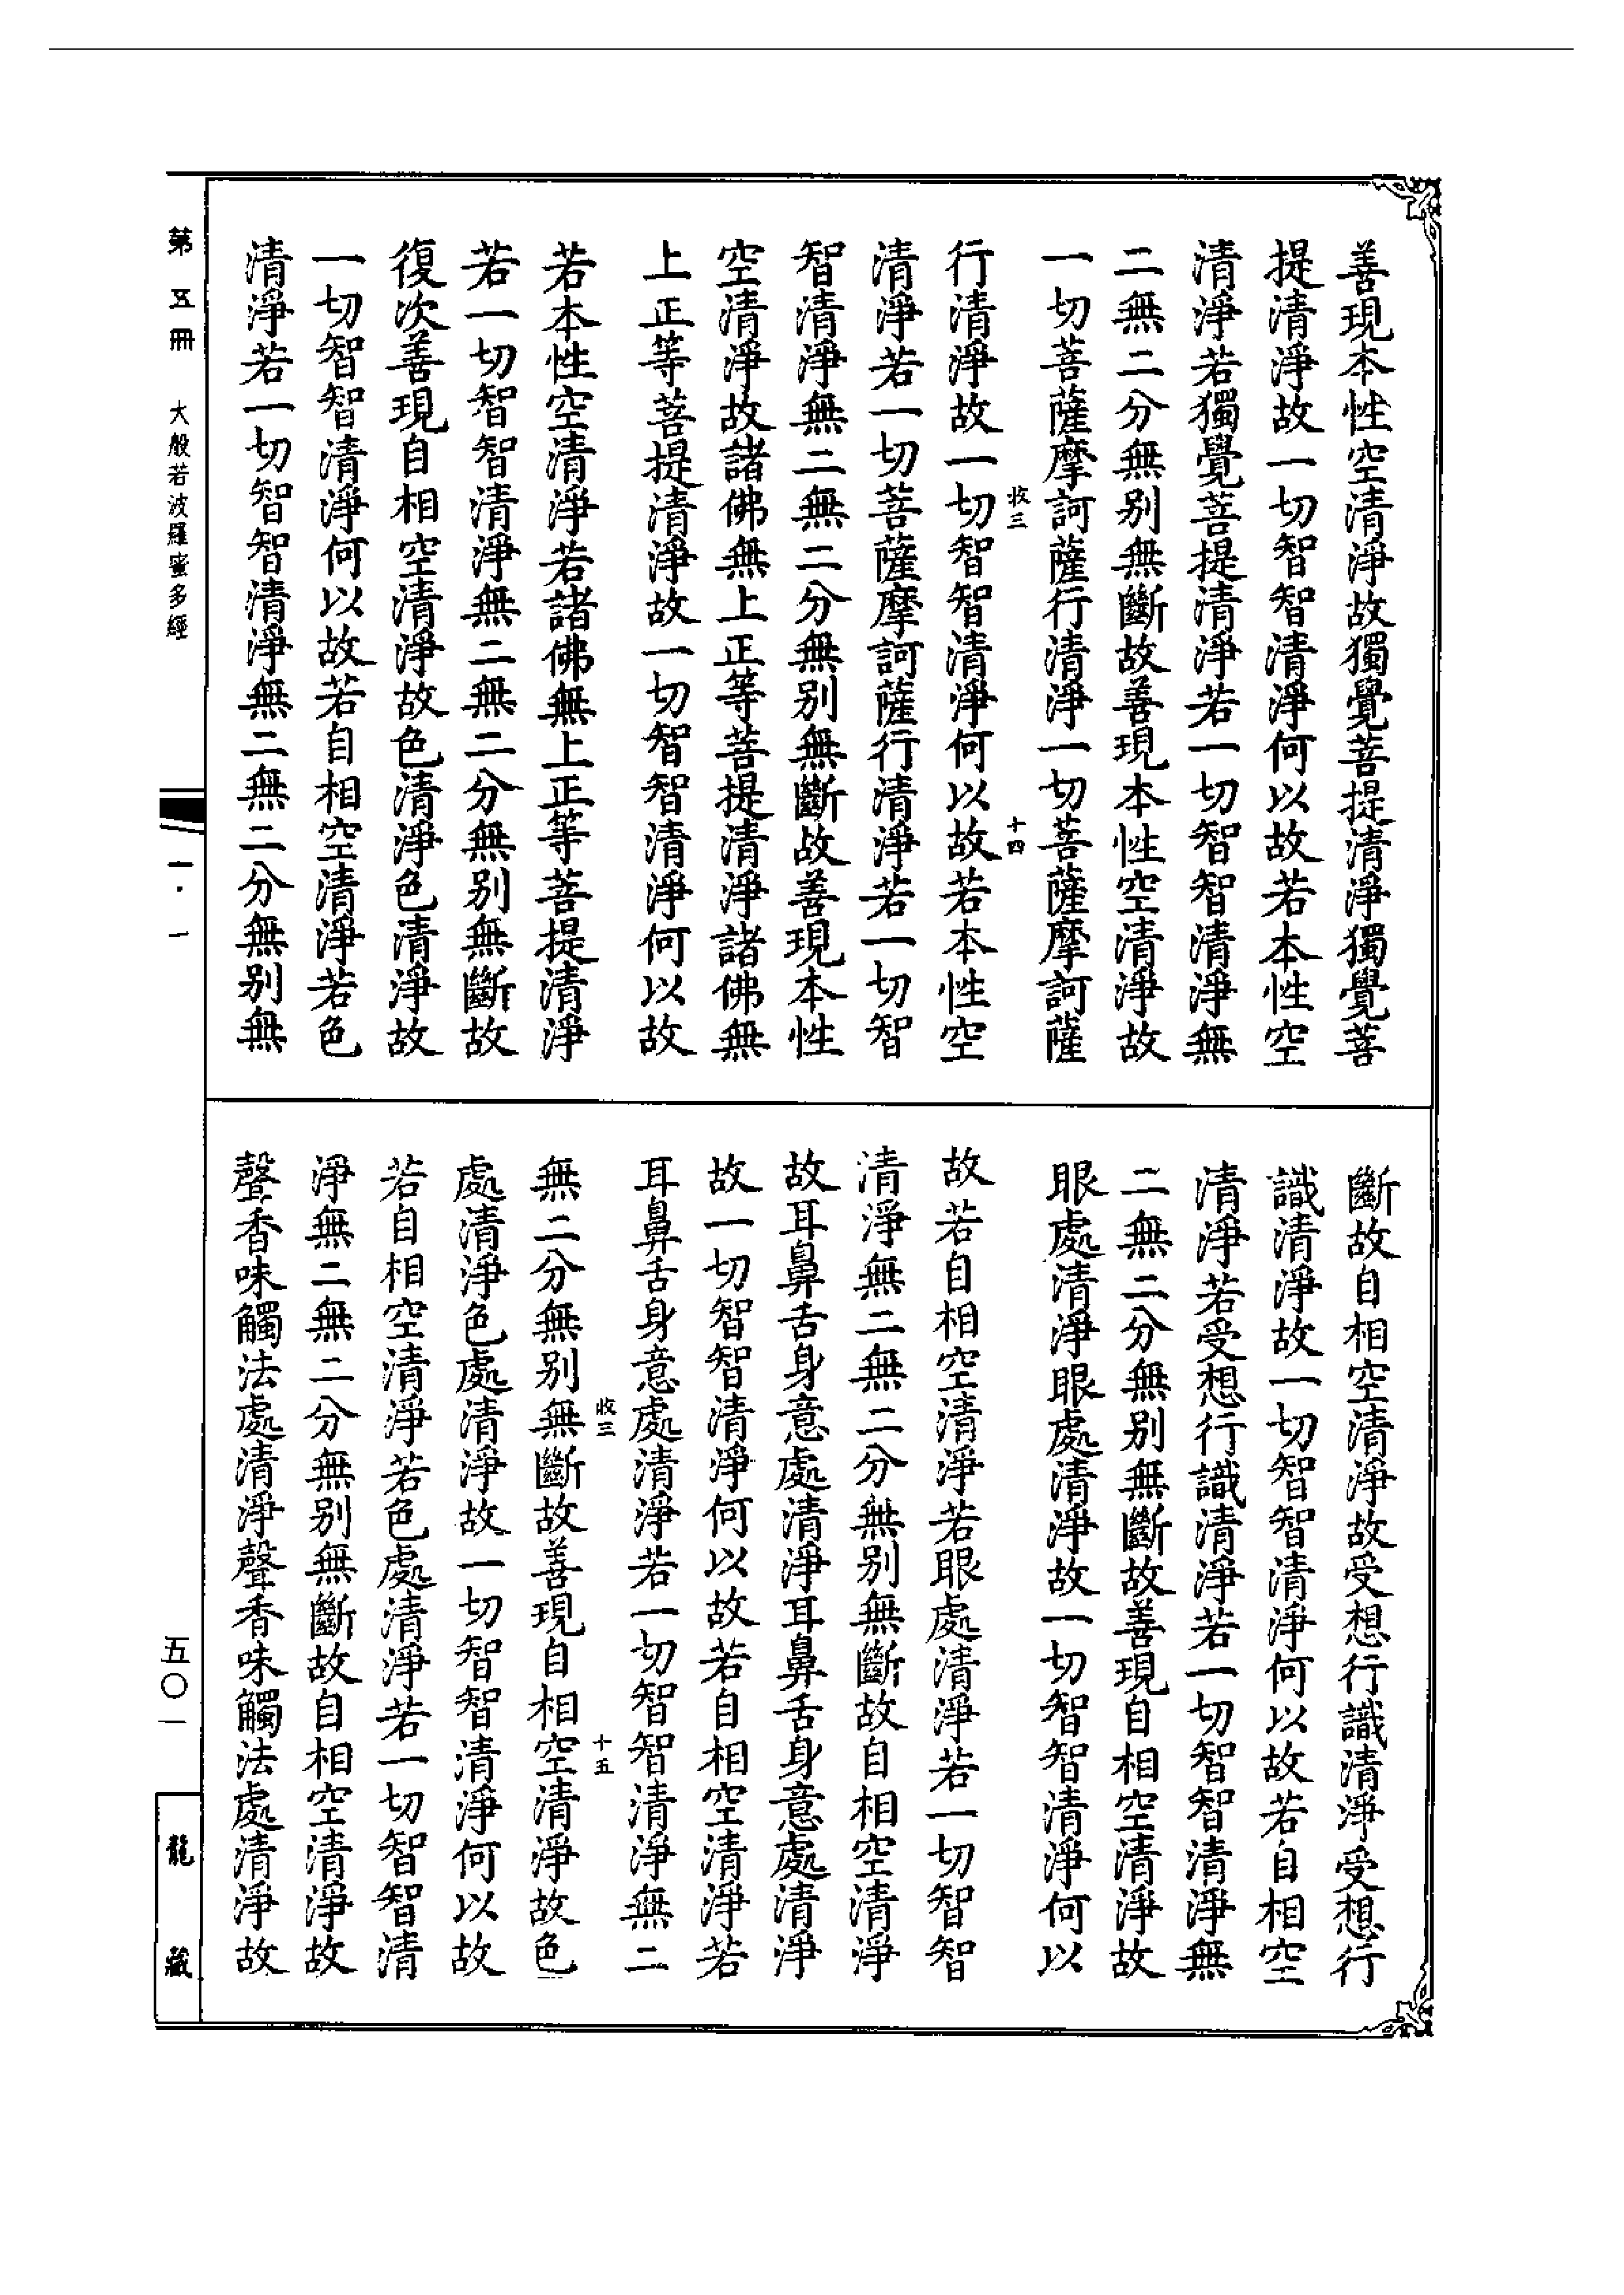 善現本性空清淨故獨覺菩提清淨獨覺菩
提清淨故一切智智清淨何以故若本性空
清淨若獨覺菩提清淨若一切智智清淨無
二無二分無別無斷故善現本性空清淨故
一切菩薩摩訶薩行清淨一切菩薩摩訶薩
收三 十四
行清淨故一切智智清淨何以故若本性空
清淨若一切菩薩摩訶薩行清淨若一切智
智清淨無二無二分無別無斷故善現本性
空清淨故諸佛無上正等菩提清淨諸佛無
上正等菩提清淨故一切智智清淨何以故
若本性空清淨若諸佛無上正等菩提清淨
若一切智智清淨無二無二分無別無斷故
復次善現自相空清淨故色清淨色清淨故
一切智智清淨何以故若自相空清淨若色
清淨若一切智智清淨無二無二分無別無
斷故自相空清淨故受想行識清淨受想行
識清淨故一切智智清淨何以故若自相空
清淨若受想行識清淨若一切智智清淨無
二無二分無別無斷故善現自相空清淨故
眼處清淨眼處清淨故一切智智清淨何以
故若自相空清淨若眼處清淨若一切智智
清淨無二無二分無別無斷故自相空清淨
故耳鼻舌身意處清淨耳鼻舌身意處清淨
故一切智智清淨何以故若自相空清淨若
耳鼻舌身意處清淨若一切智智清淨無二
收三 十五
無二分無別無斷故善現自相空清淨故色
處清淨色處清淨故一切智智清淨何以故
若自相空清淨若色處清淨若一切智智清
淨無二無二分無別無斷故自相空清淨故
聲香味觸法處清淨聲香味觸法處清淨故
第五冊 大般若波羅蜜多經
一·一
五〇一
龍藏